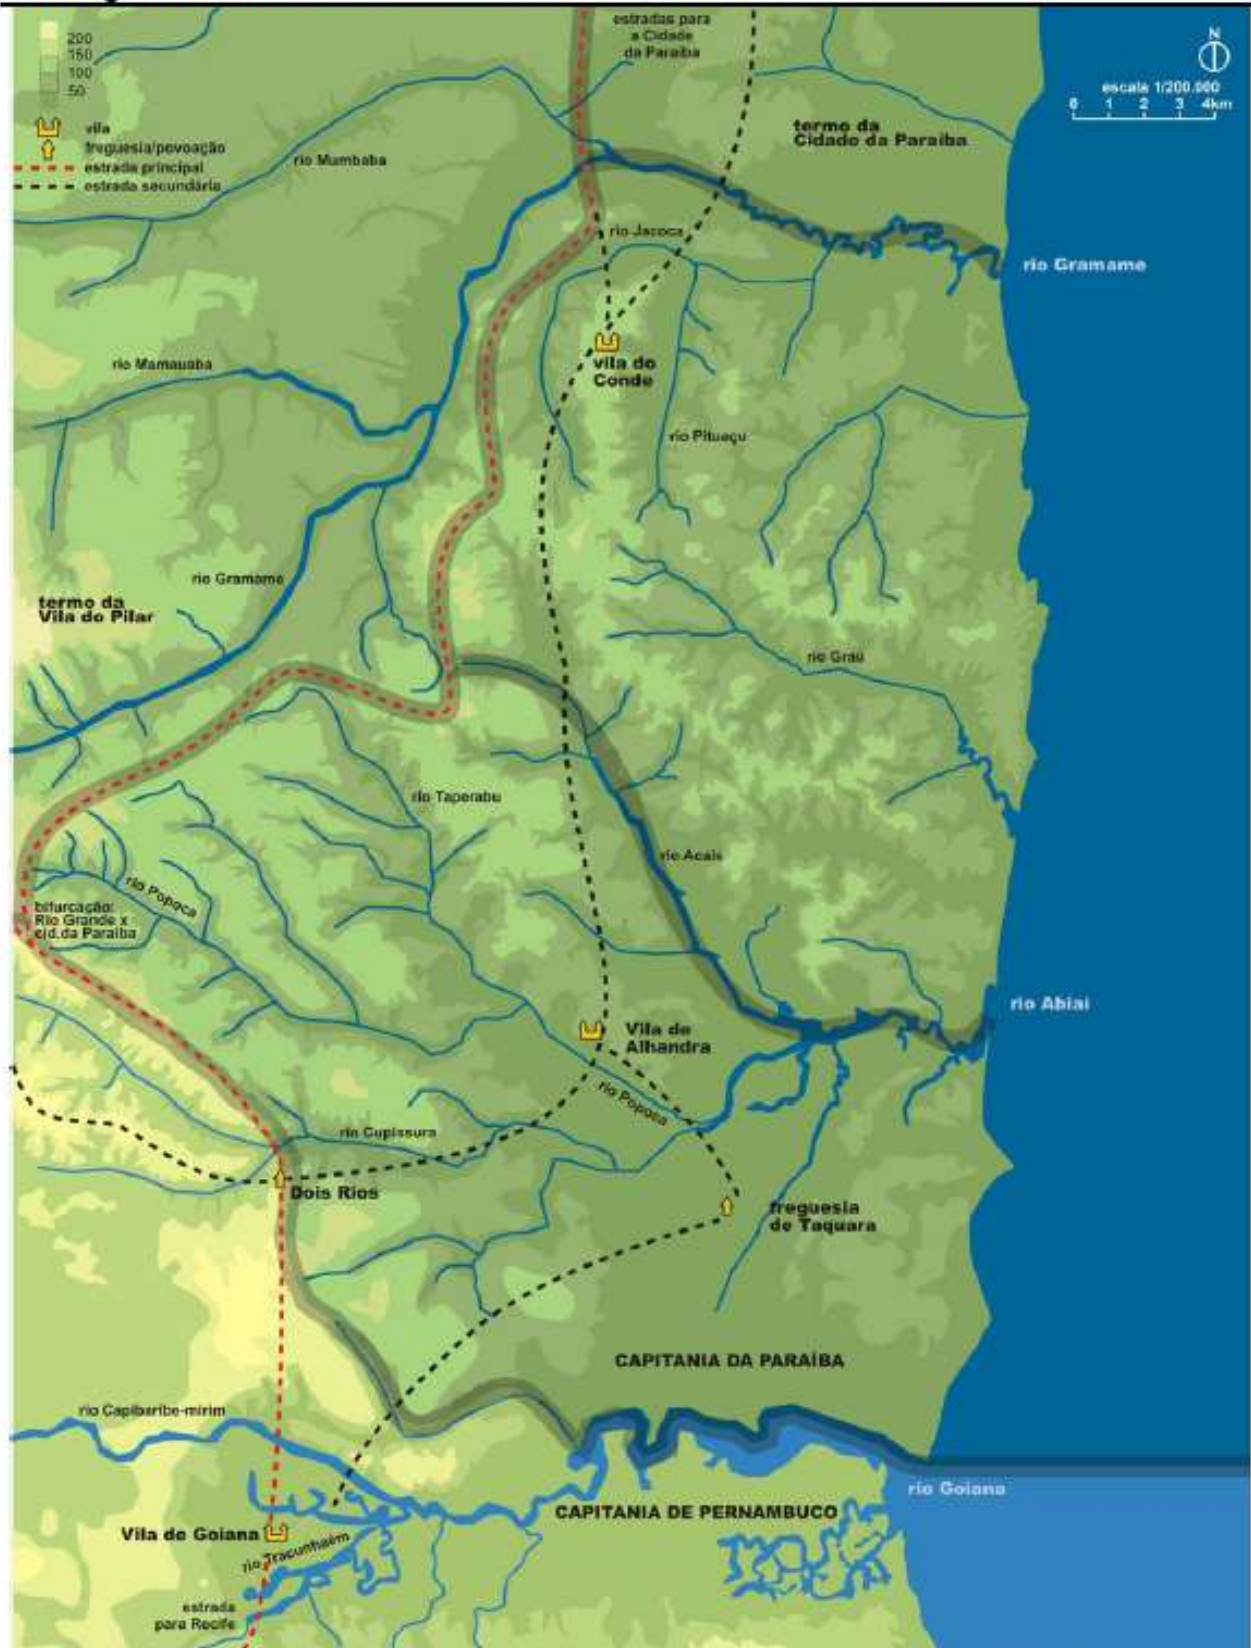 estradas para
a Cidade
da Paraíba
N
escala 1/200.000
0 1 2 3 4km
200
150
100
50
vila
freguesia/povoação
estrada principal
estrada secundária
termo da
Cidade da Paraíba
rio Mumbaba
rio Jacoca
rio Gramame
rio Mamauaba
vila do
Conde
rio Pituaçu
rio Gramame
termo da
Vila do Pilar
rio Graú
rio Taperabu
rio Acais
rio Popoca
bifurcação:
Rio Grande x
cid.da Paraíba
rio Abiaí
Vila de
Alhandra
rio Popoca
rio Cupissura
Dois Rios
freguesia
de Taquara
CAPITANIA DA PARAÍBA
rio Capibaribe-mirim
rio Goiana
CAPITANIA DE PERNAMBUCO
Vila de Goiana
rio Tracunhaém
estrada
para Recife